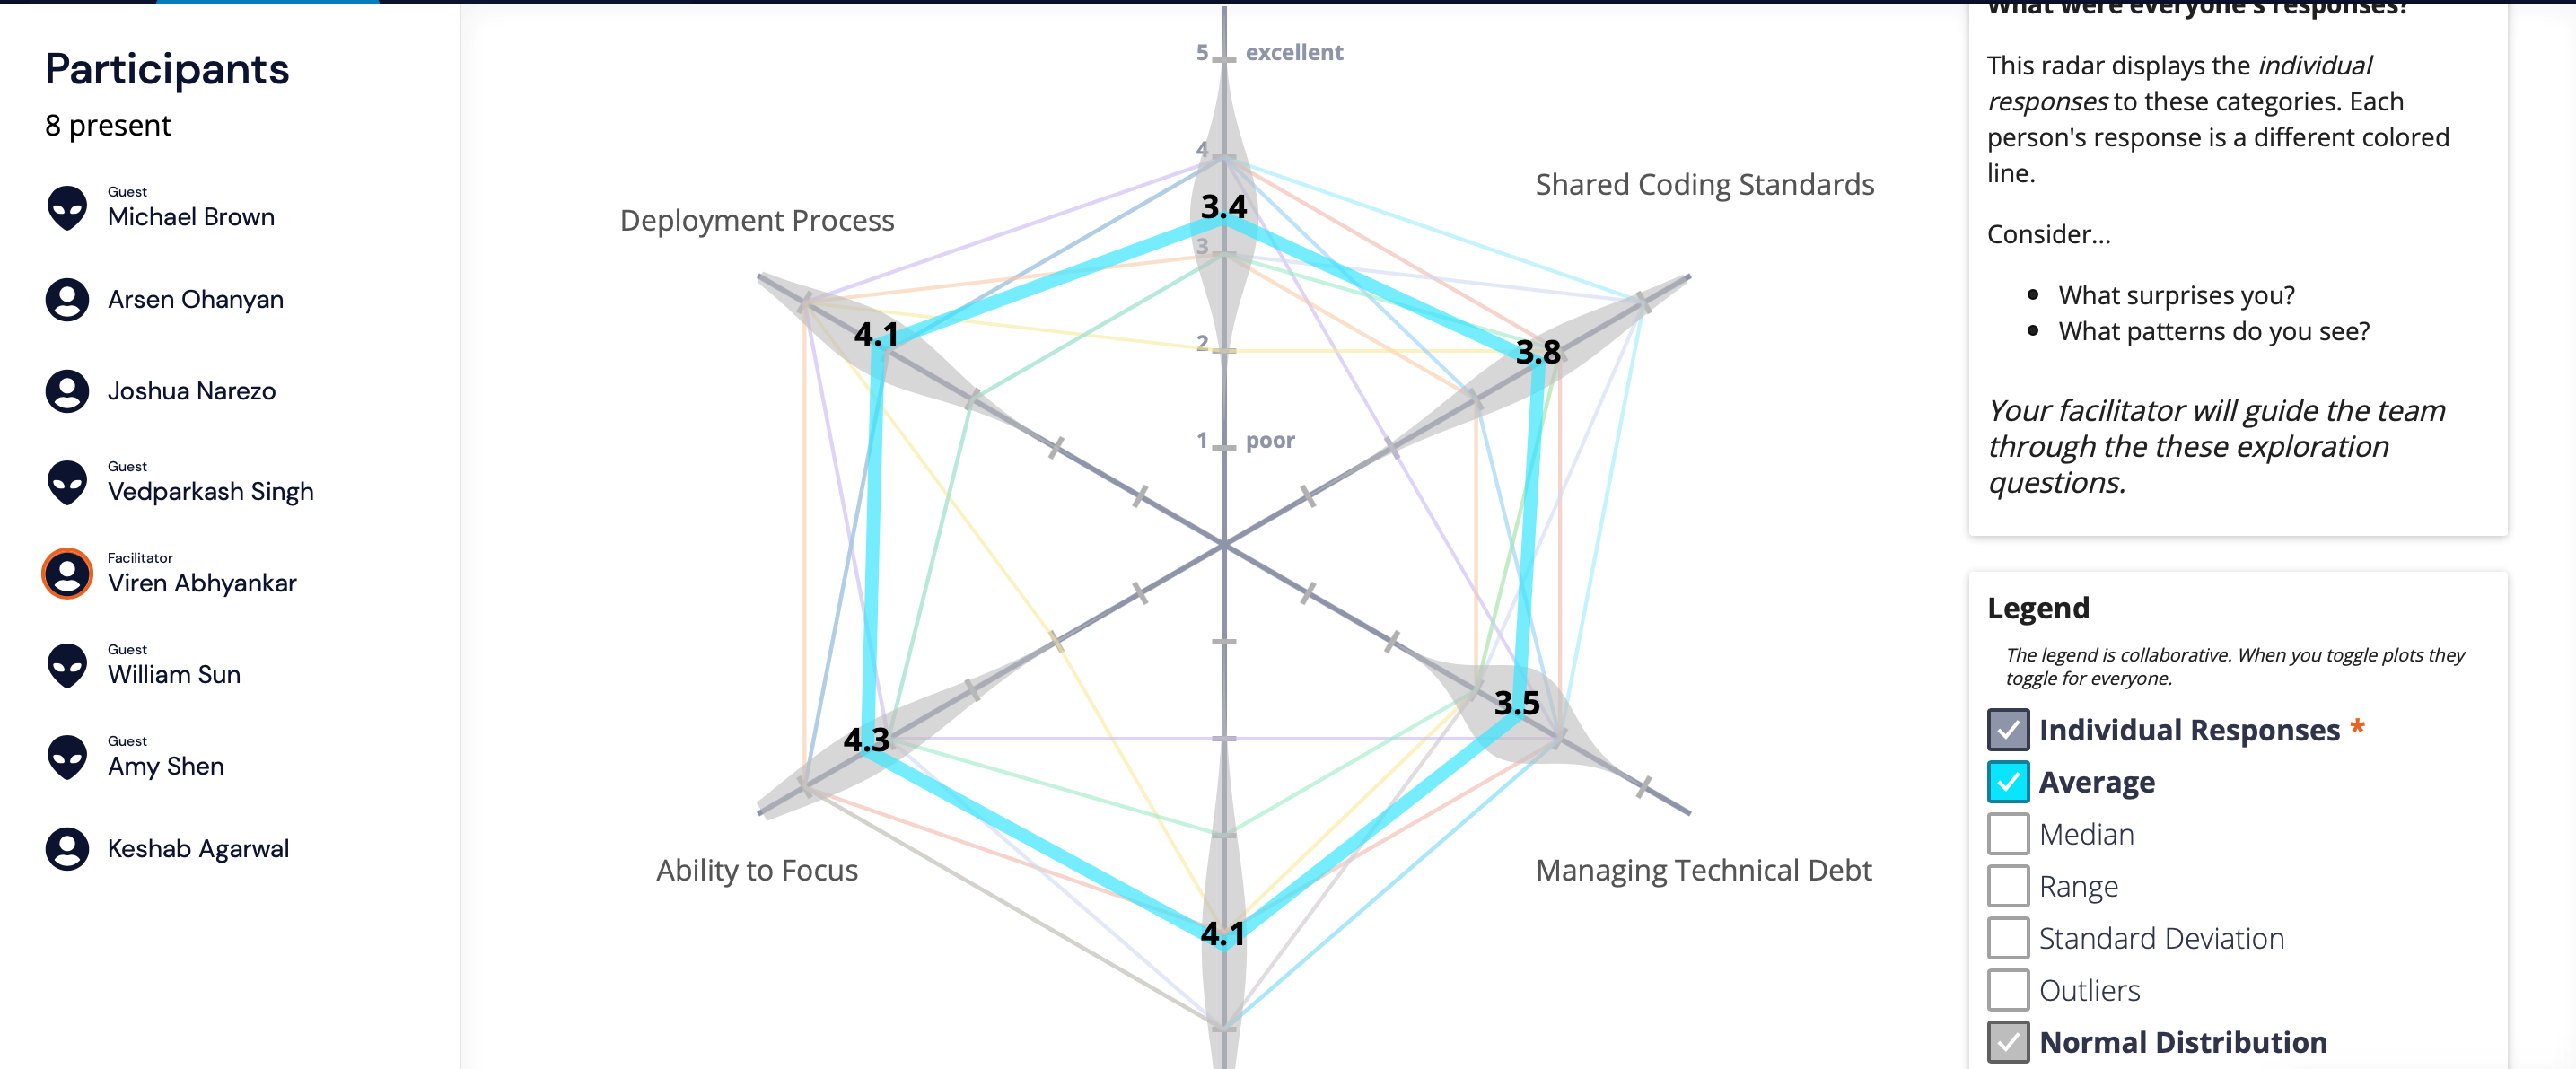 Participants
8 present
Guest
Michael Brown
Arsen Ohanyan
Joshua Narezo
Guest
Vedparkash Singh
Facilitator
Viren Abhyankar
Guest
William Sun
Guest
Amy Shen
Keshab Agarwal
5 excellent
4
3.4
3
2
1 poor
Shared Coding Standards
Deployment Process
4.1
3.8
3.5
4.3
4.1
Ability to Focus
Managing Technical Debt
What were everyone's responses?
This radar displays the individual
responses to these categories. Each
person's response is a different colored
line.
Consider...
What surprises you?
What patterns do you see?
Your facilitator will guide the team
through the these exploration
questions.
Legend
The legend is collaborative. When you toggle plots they
toggle for everyone.
Individual Responses *
Average
Median
Range
Standard Deviation
Outliers
Normal Distribution